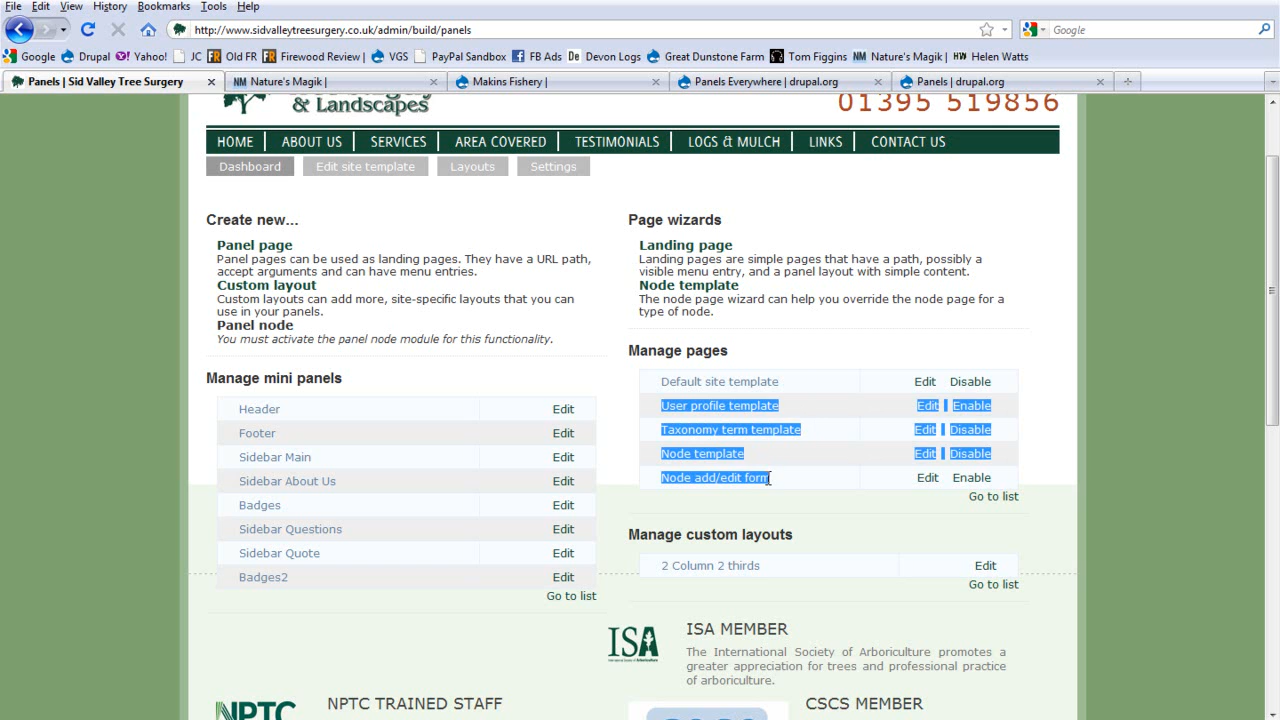 File Edit View History Bookmarks Tools Help
http://www.sidvalleytreesurgery.co.uk/admin/build/panels
Google
Google Drupal Yahoo! JC Old FR Firewood Review | VGS PayPal Sandbox FB Ads Devon Logs Great Dunstone Farm Tom Figgins Nature's Magik | Helen Watts
Panels | Sid Valley Tree Surgery
Nature's Magik |
Makins Fishery |
Panels Everywhere | drupal.org
Panels | drupal.org
& Landscapes
01395 519856
HOME ABOUT US SERVICES AREA COVERED TESTIMONIALS LOGS & MULCH LINKS CONTACT US
Dashboard Edit site template Layouts Settings
Create new...
Panel page
Panel pages can be used as landing pages. They have a URL path,
accept arguments and can have menu entries.
Custom layout
Custom layouts can add more, site-specific layouts that you can
use in your panels.
Panel node
You must activate the panel node module for this functionality.
Manage mini panels
Header Edit
Footer Edit
Sidebar Main Edit
Sidebar About Us Edit
Badges Edit
Sidebar Questions Edit
Sidebar Quote Edit
Badges2 Edit
Go to list
Page wizards
Landing page
Landing pages are simple pages that have a path, possibly a
visible menu entry, and a panel layout with simple content.
Node template
The node page wizard can help you override the node page for a
type of node.
Manage pages
Default site template Edit Disable
User profile template Edit Enable
Taxonomy term template Edit Disable
Node template Edit Disable
Node add/edit form Edit Enable
Go to list
Manage custom layouts
2 Column 2 thirds Edit
Go to list
ISA
ISA MEMBER
The International Society of Arboriculture promotes a
greater appreciation for trees and professional practice
of arboriculture.
NPTC
NPTC TRAINED STAFF
CSCS MEMBER